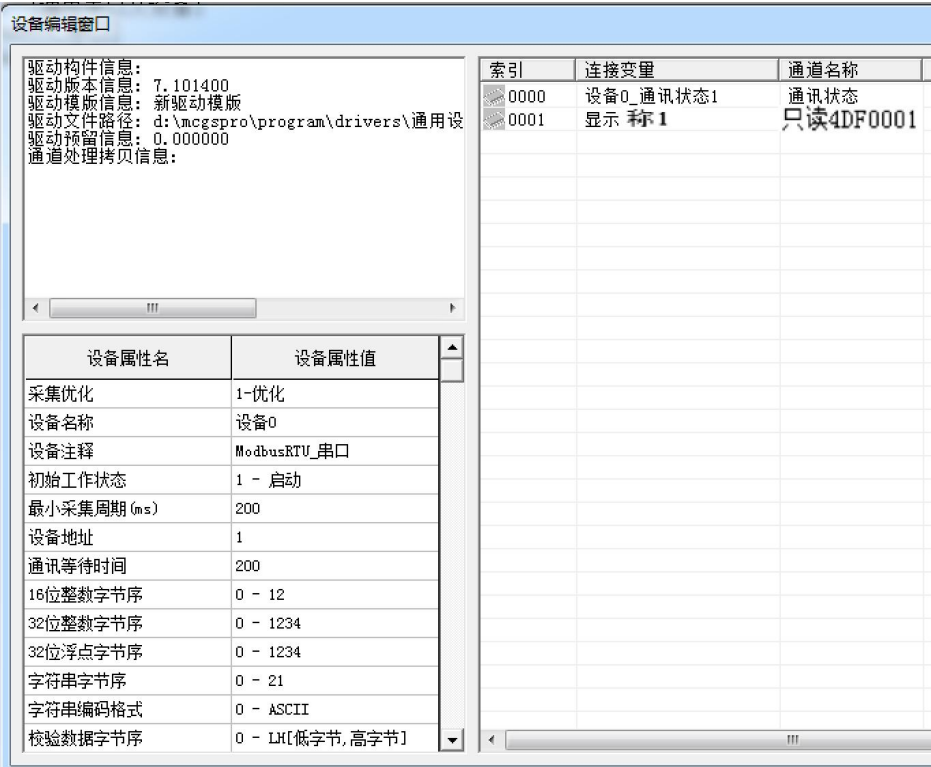 设备编辑窗口
驱动构件信息:
驱动版本信息: 7.101400
驱动模版信息: 新驱动模版
驱动文件路径: d:\mcgspro\program\drivers\通用设
驱动预留信息: 0.000000
通道处理拷贝信息:
索引 连接变量 通道名称
0000 设备0_通讯状态1 通讯状态
0001 显示 称1 只读4DF0001
设备属性名 设备属性值
采集优化 1-优化
设备名称 设备0
设备注释 ModbusRTU_串口
初始工作状态 1 - 启动
最小采集周期(ms) 200
设备地址 1
通讯等待时间 200
16位整数字节序 0 - 12
32位整数字节序 0 - 1234
32位浮点字节序 0 - 1234
字符串字节序 0 - 21
字符串编码格式 0 - ASCII
校验数据字节序 0 - LH[低字节,高字节]